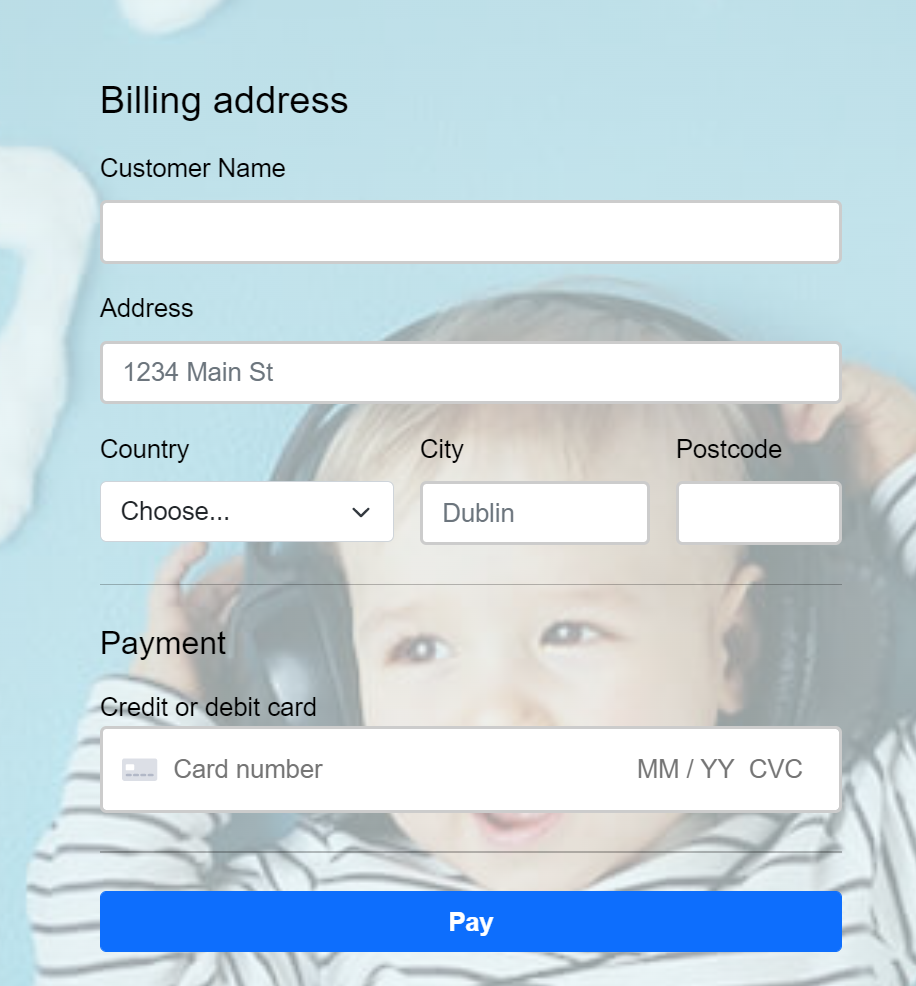 Billing address
Customer Name
Address
1234 Main St
Country City Postcode
Choose... Dublin
Payment
Credit or debit card
Card number MM / YY CVC
Pay